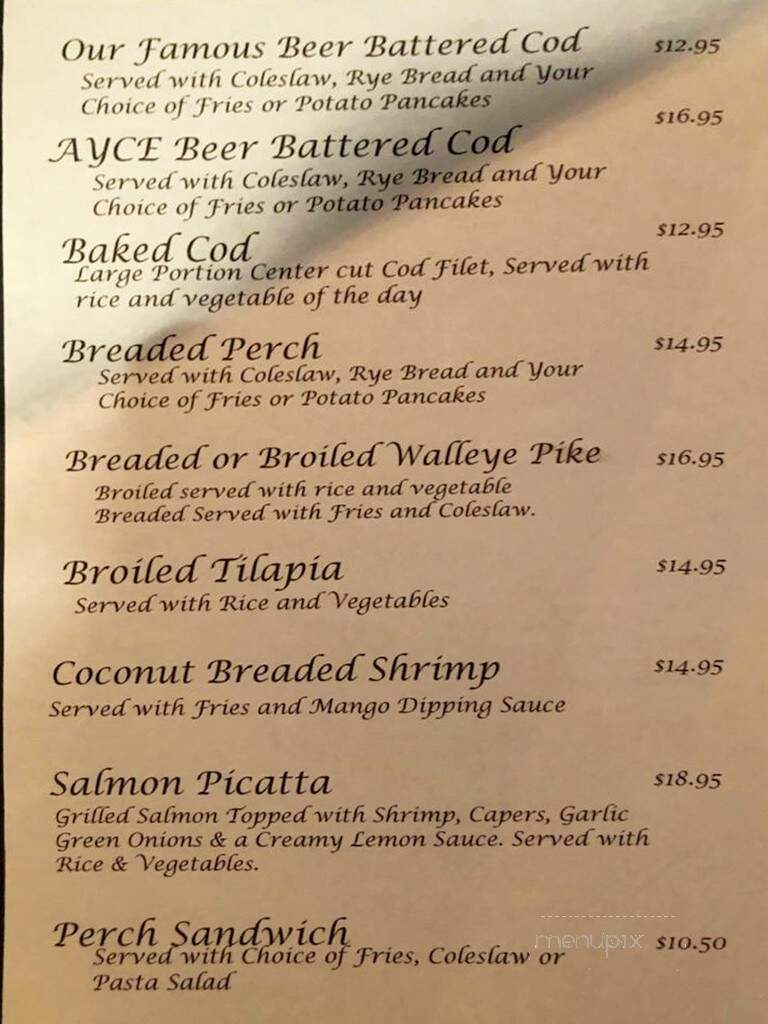 Our Famous Beer Battered Cod $12.95
Served with Coleslaw, Rye Bread and Your
Choice of Fries or Potato Pancakes
$16.95
AYCE Beer Battered Cod
Served with Coleslaw, Rye Bread and Your
Choice of Fries or Potato Pancakes
$12.95
Baked Cod
Large Portion Center cut Cod Filet, Served with
rice and vegetable of the day
Breaded Perch $14.95
Served with Coleslaw, Rye Bread and Your
Choice of Fries or Potato Pancakes
Breaded or Broiled Walleye Pike $16.95
Broiled served with rice and vegetable
Breaded Served with Fries and Coleslaw.
Broiled Tilapia $14.95
Served with Rice and Vegetables
Coconut Breaded Shrimp $14.95
Served with Fries and Mango Dipping Sauce
Salmon Picatta $18.95
Grilled Salmon Topped with Shrimp, Capers, Garlic
Green Onions & a Creamy Lemon Sauce. Served with
Rice & Vegetables.
Perch Sandwich $10.50
menupix
Served with Choice of Fries, Coleslaw or
Pasta Salad